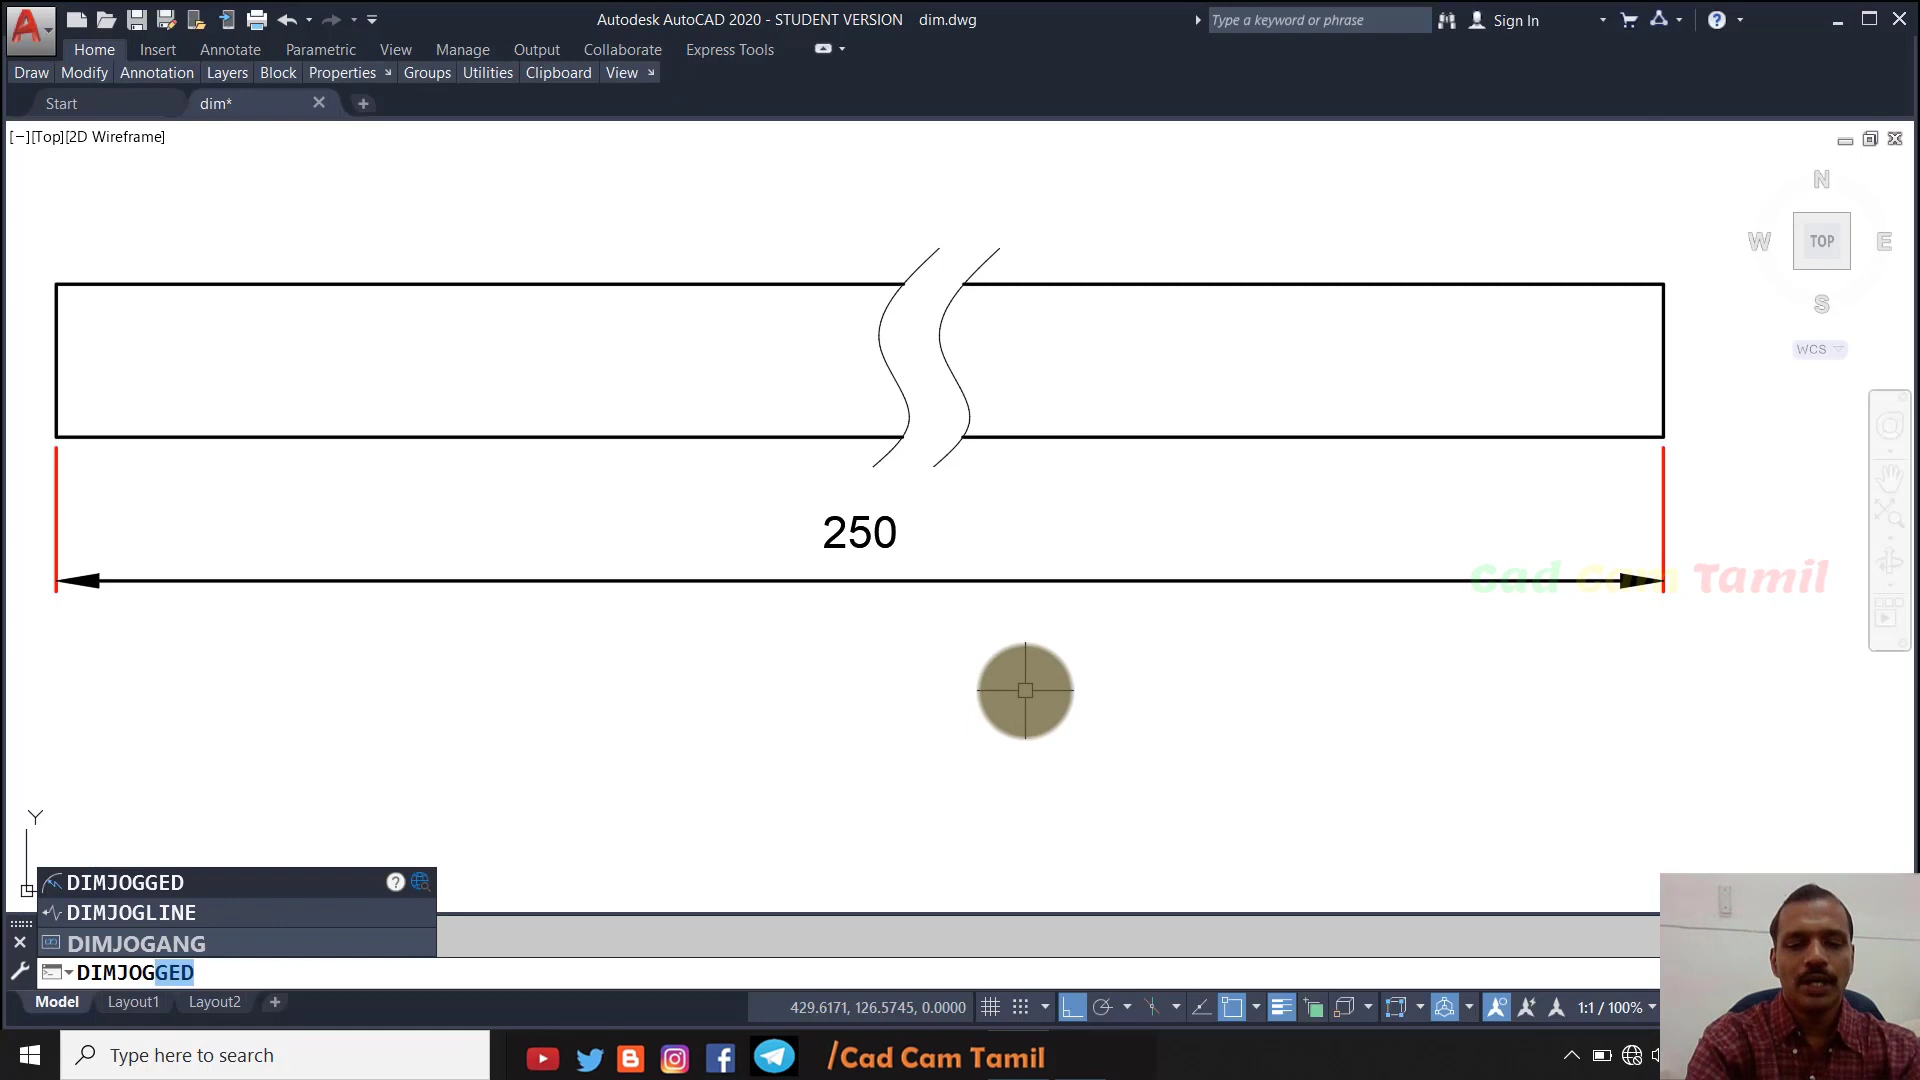 Autodesk AutoCAD 2020 - STUDENT VERSION dim.dwg
Type a keyword or phrase
Sign In
Home Insert Annotate Parametric View Manage Output Collaborate Express Tools
Draw Modify Annotation Layers Block Properties Groups Utilities Clipboard View
Start dim*
[−][Top][2D Wireframe]
N
W TOP E
S
WCS
250
Cad Cam Tamil
Y
DIMJOGGED
DIMJOGLINE
DIMJOGANG
DIMJOGGED
Model Layout1 Layout2
429.6171, 126.5745, 0.0000
1:1 / 100%
Type here to search
/Cad Cam Tamil